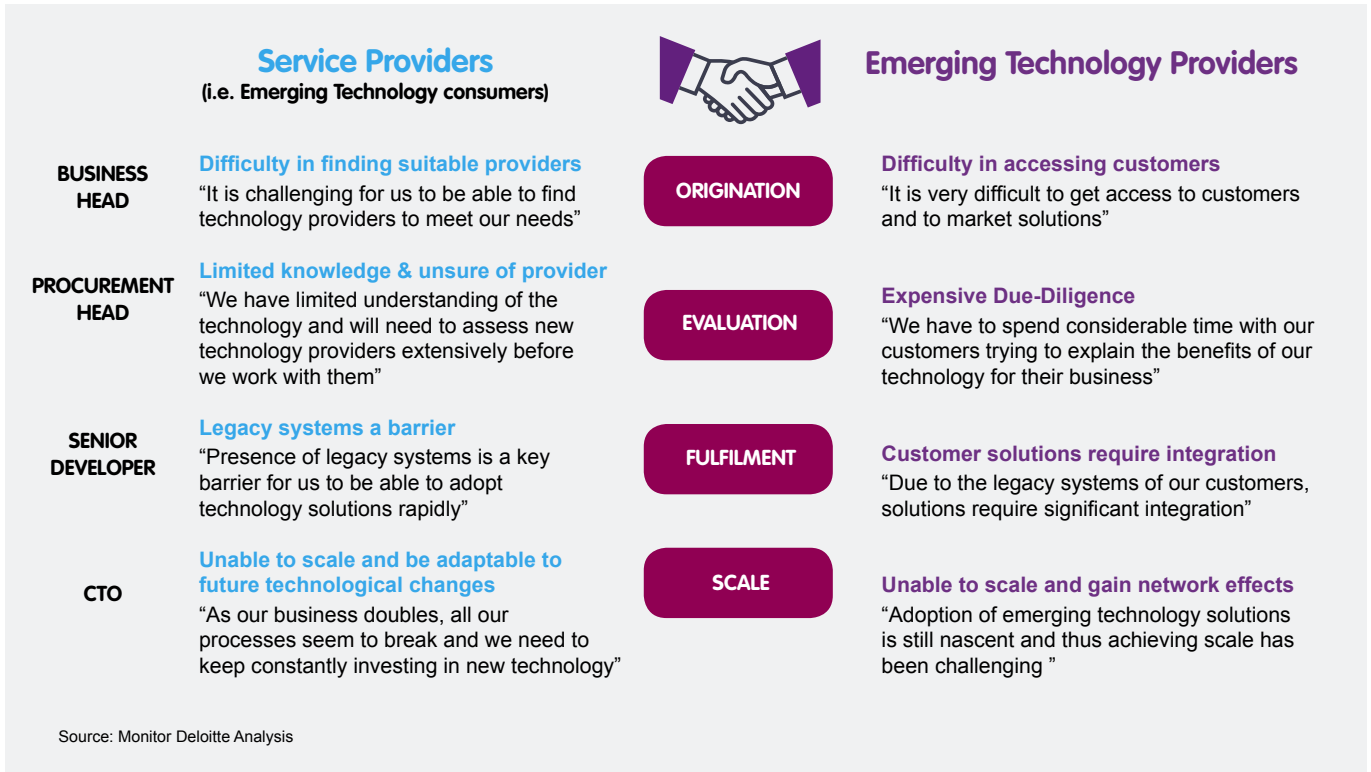 Service Providers
(i.e. Emerging Technology consumers)
Emerging Technology Providers
BUSINESS
HEAD
Difficulty in finding suitable providers
“It is challenging for us to be able to find
technology providers to meet our needs”
ORIGINATION
Difficulty in accessing customers
“It is very difficult to get access to customers
and to market solutions”
PROCUREMENT
HEAD
Limited knowledge & unsure of provider
“We have limited understanding of the
technology and will need to assess new
technology providers extensively before
we work with them”
EVALUATION
Expensive Due-Diligence
“We have to spend considerable time with our
customers trying to explain the benefits of our
technology for their business”
SENIOR
DEVELOPER
Legacy systems a barrier
“Presence of legacy systems is a key
barrier for us to be able to adopt
technology solutions rapidly”
FULFILMENT
Customer solutions require integration
“Due to the legacy systems of our customers,
solutions require significant integration”
CTO
Unable to scale and be adaptable to
future technological changes
“As our business doubles, all our
processes seem to break and we need to
keep constantly investing in new technology”
SCALE
Unable to scale and gain network effects
“Adoption of emerging technology solutions
is still nascent and thus achieving scale has
been challenging ”
Source: Monitor Deloitte Analysis